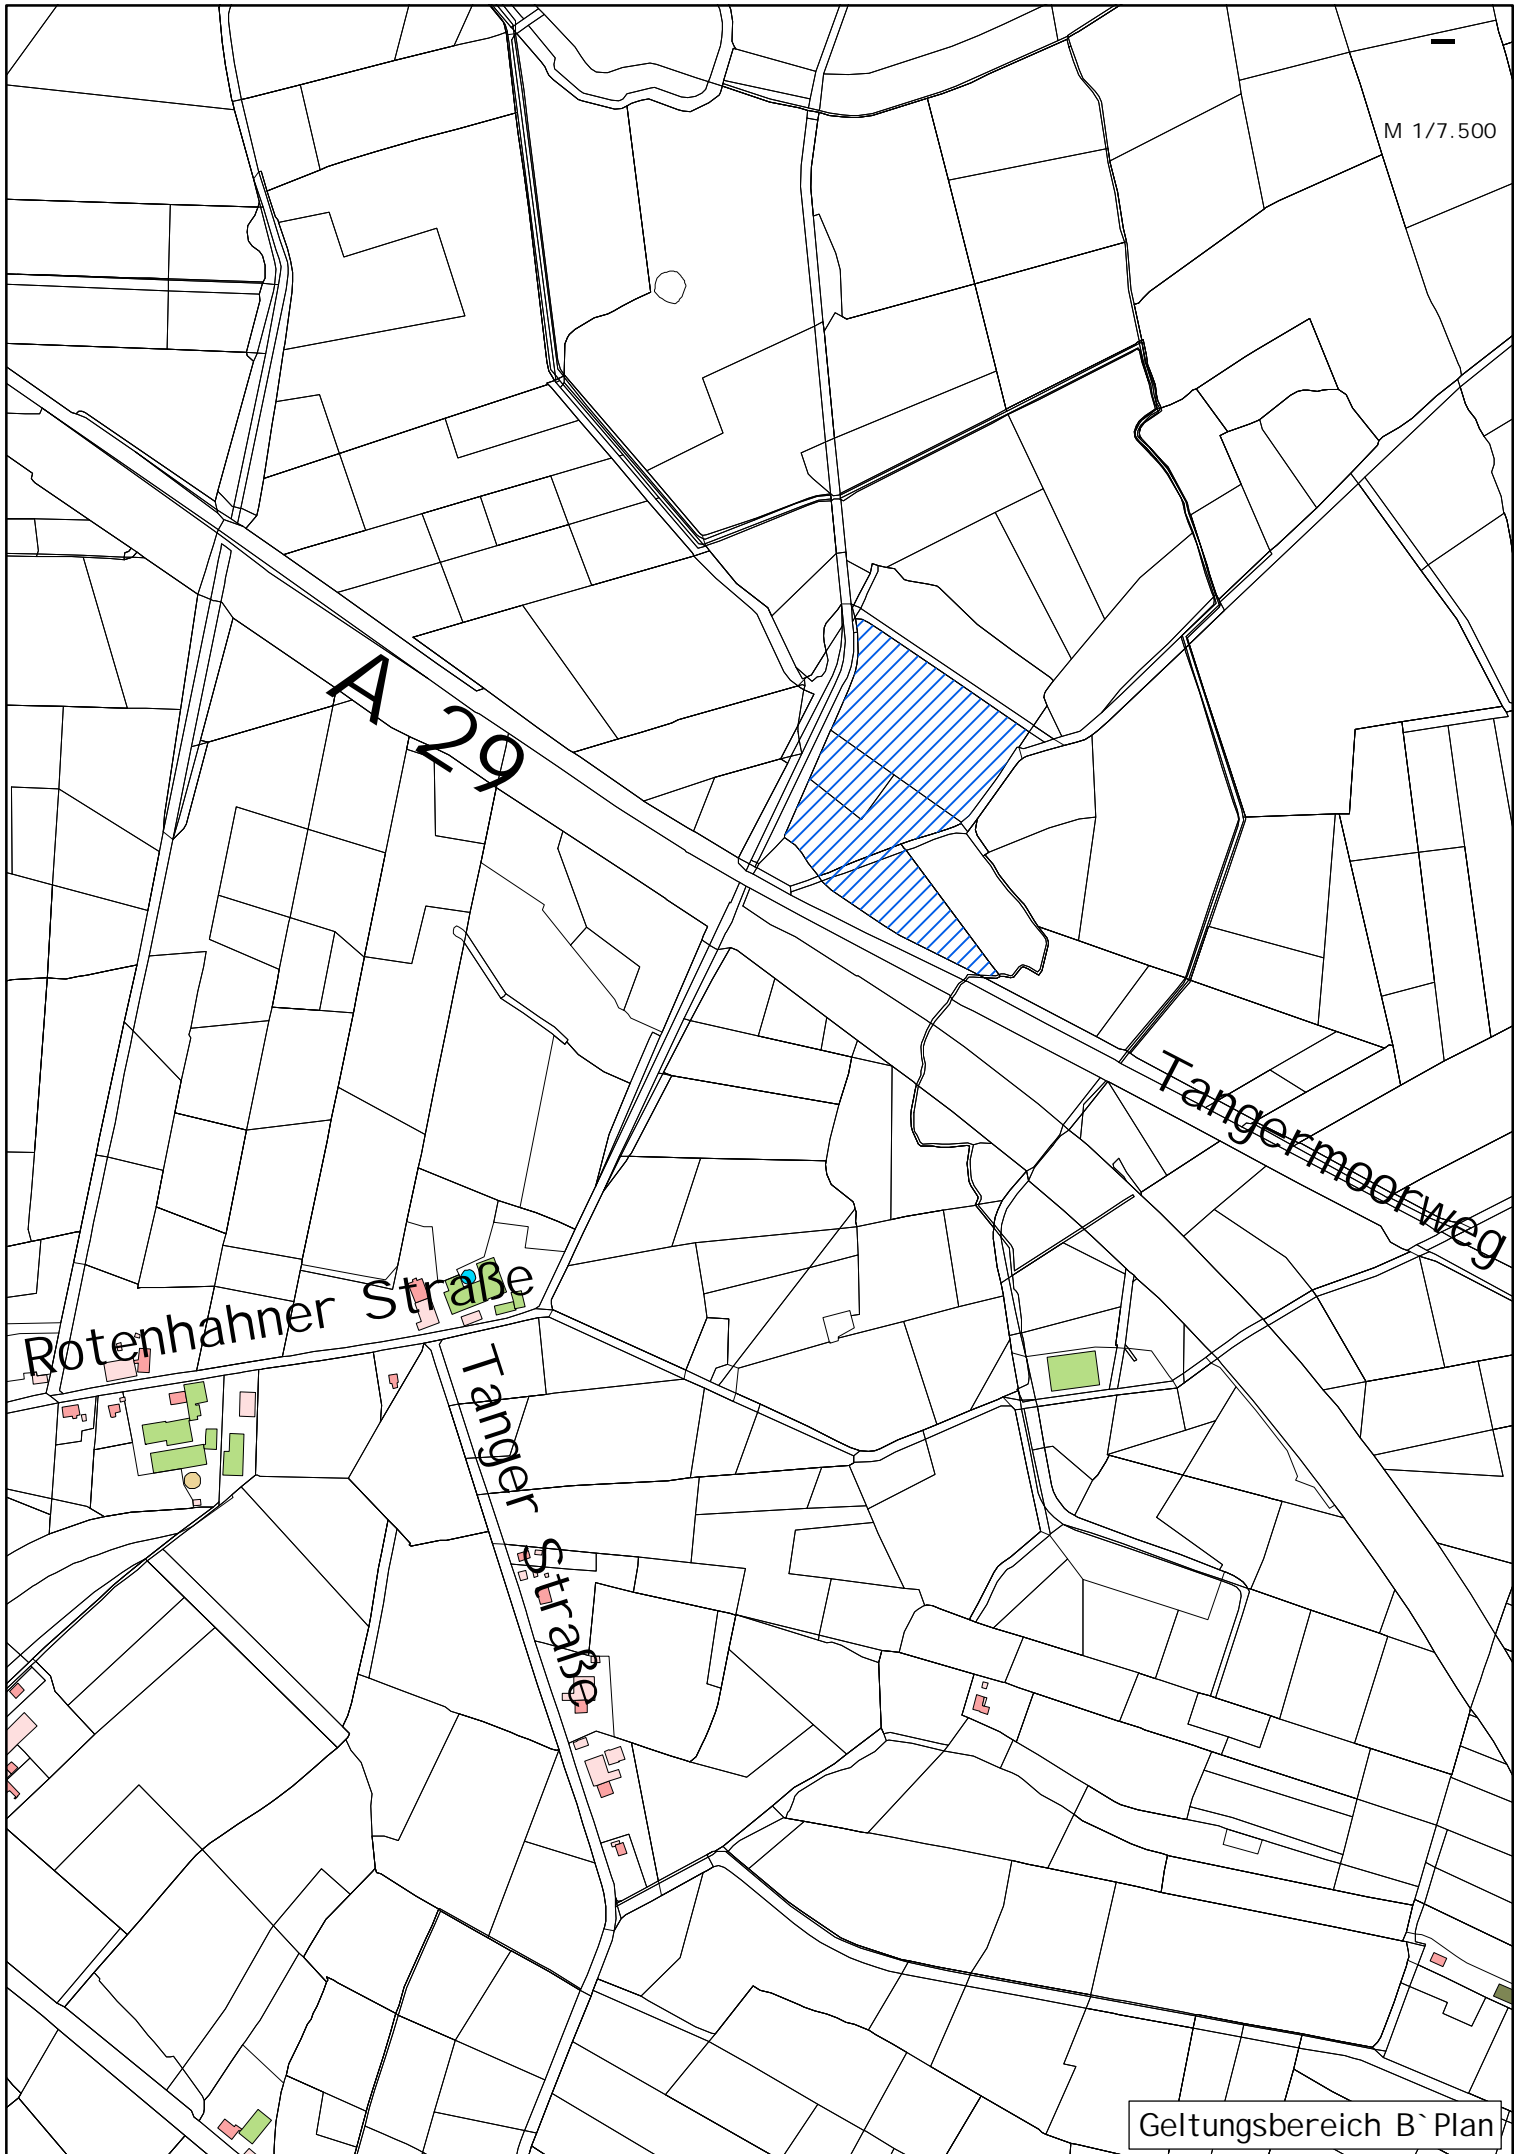 M 1/7.500
A 29
Tangermoorweg
Rotenhahner Straße
Tanger Straße
Geltungsbereich B`Plan